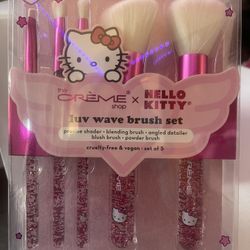 the
CRÈME
shop
x
HELLO
KITTY
luv wave brush set
precise shader • blending brush • angled detailer
blush brush • powder brush
cruelty-free & vegan • set of 5